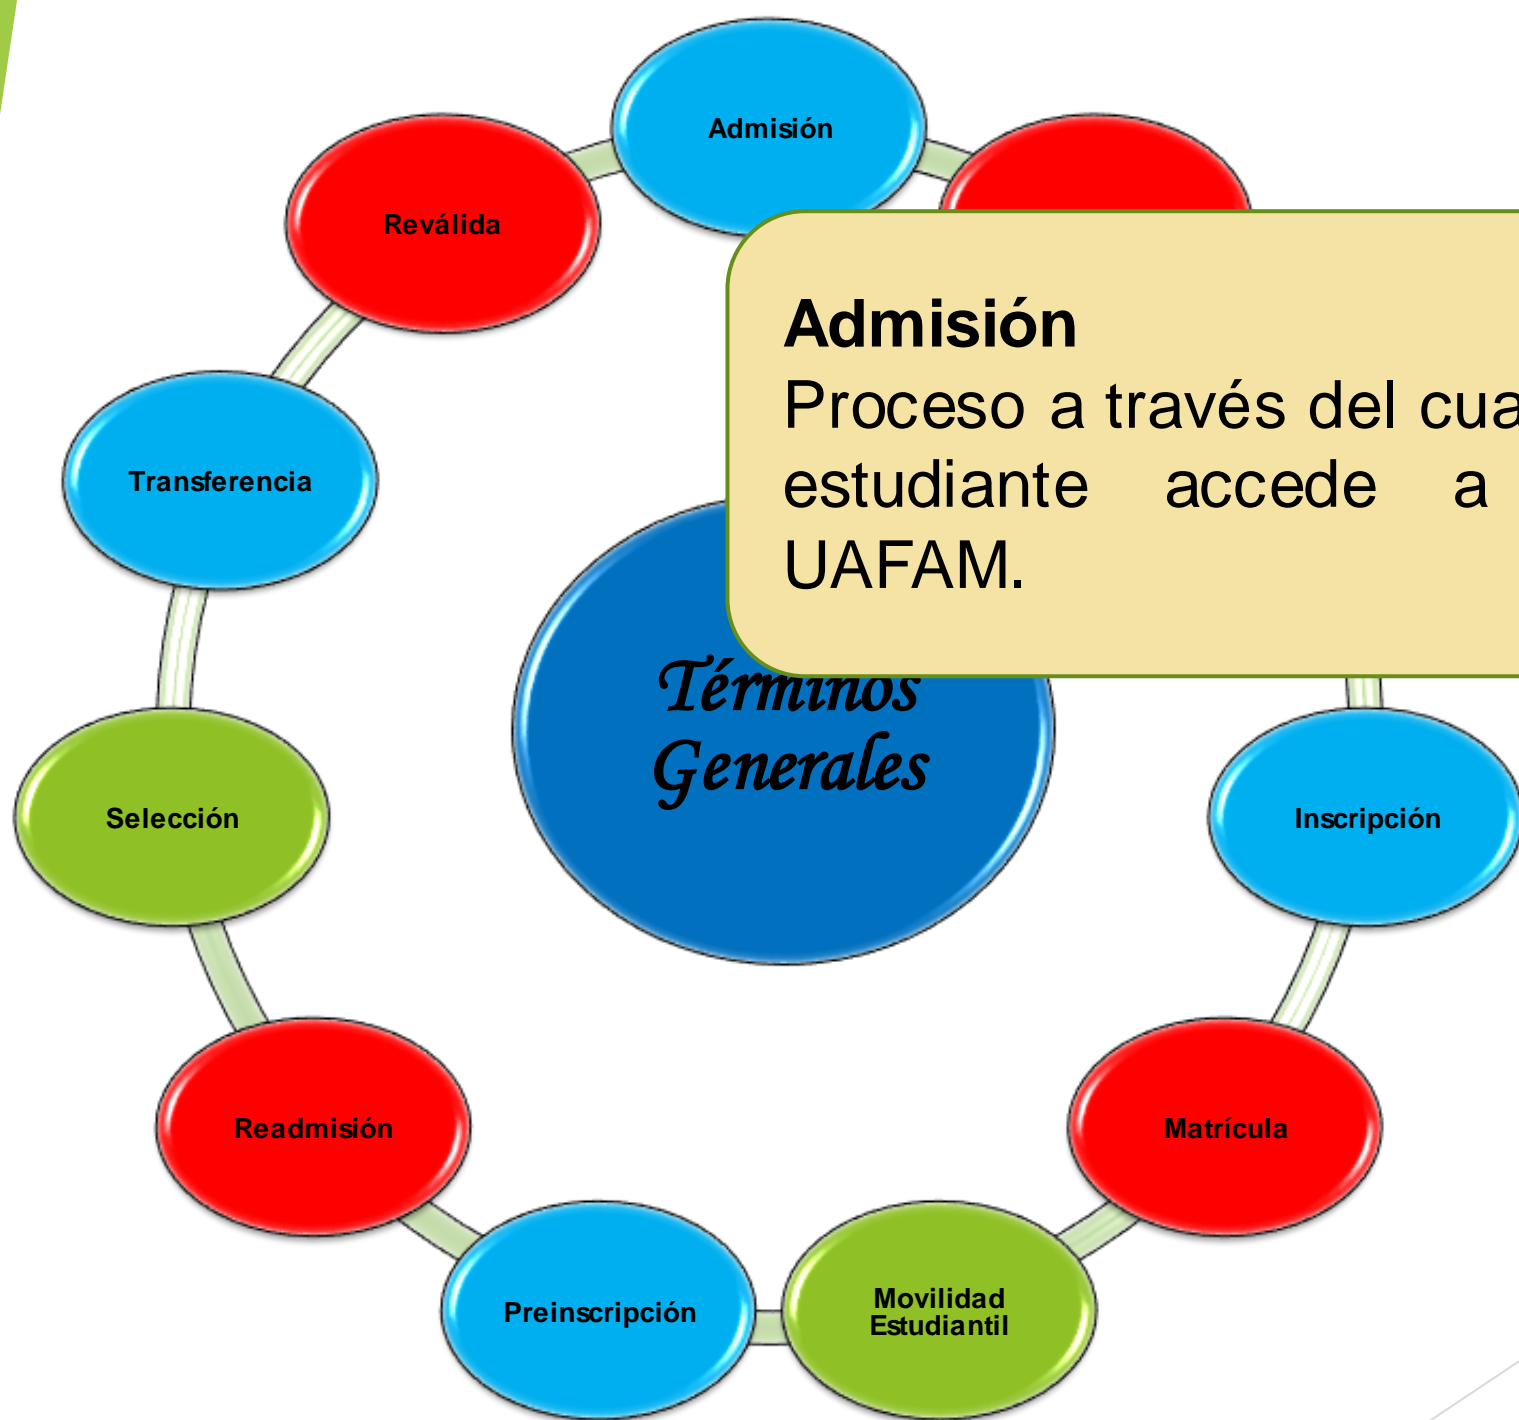 Admisión
Reválida
Admisión
Proceso a través del
estudiante accede a
UAFAM.
Transferencia
Términos
Generales
Selección
Inscripción
Readmisión
Matrícula
Preinscripción
Movilidad
Estudiantil